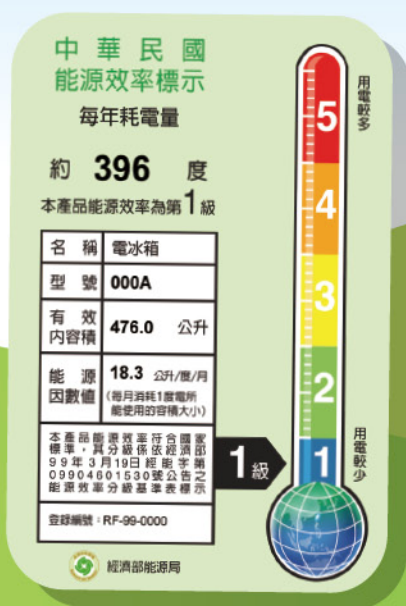 中華民國
能源效率標示
每年耗電量
約 396 度
本產品能源效率為第1級
名稱 電冰箱
型號 000A
有效
內容積 476.0 公升
能源
因數值 18.3 公升/度/月
(每月消耗1度電所
能使用的容積大小)
本產品能源效率符合國家
標準，其分級係依經濟部
99年3月19日經能字第
09904601530號公告之
能源效率分級基準表標示
登錄編號：RF-99-0000
經濟部能源局
用電較多
5
4
3
2
1
用電較少
1級